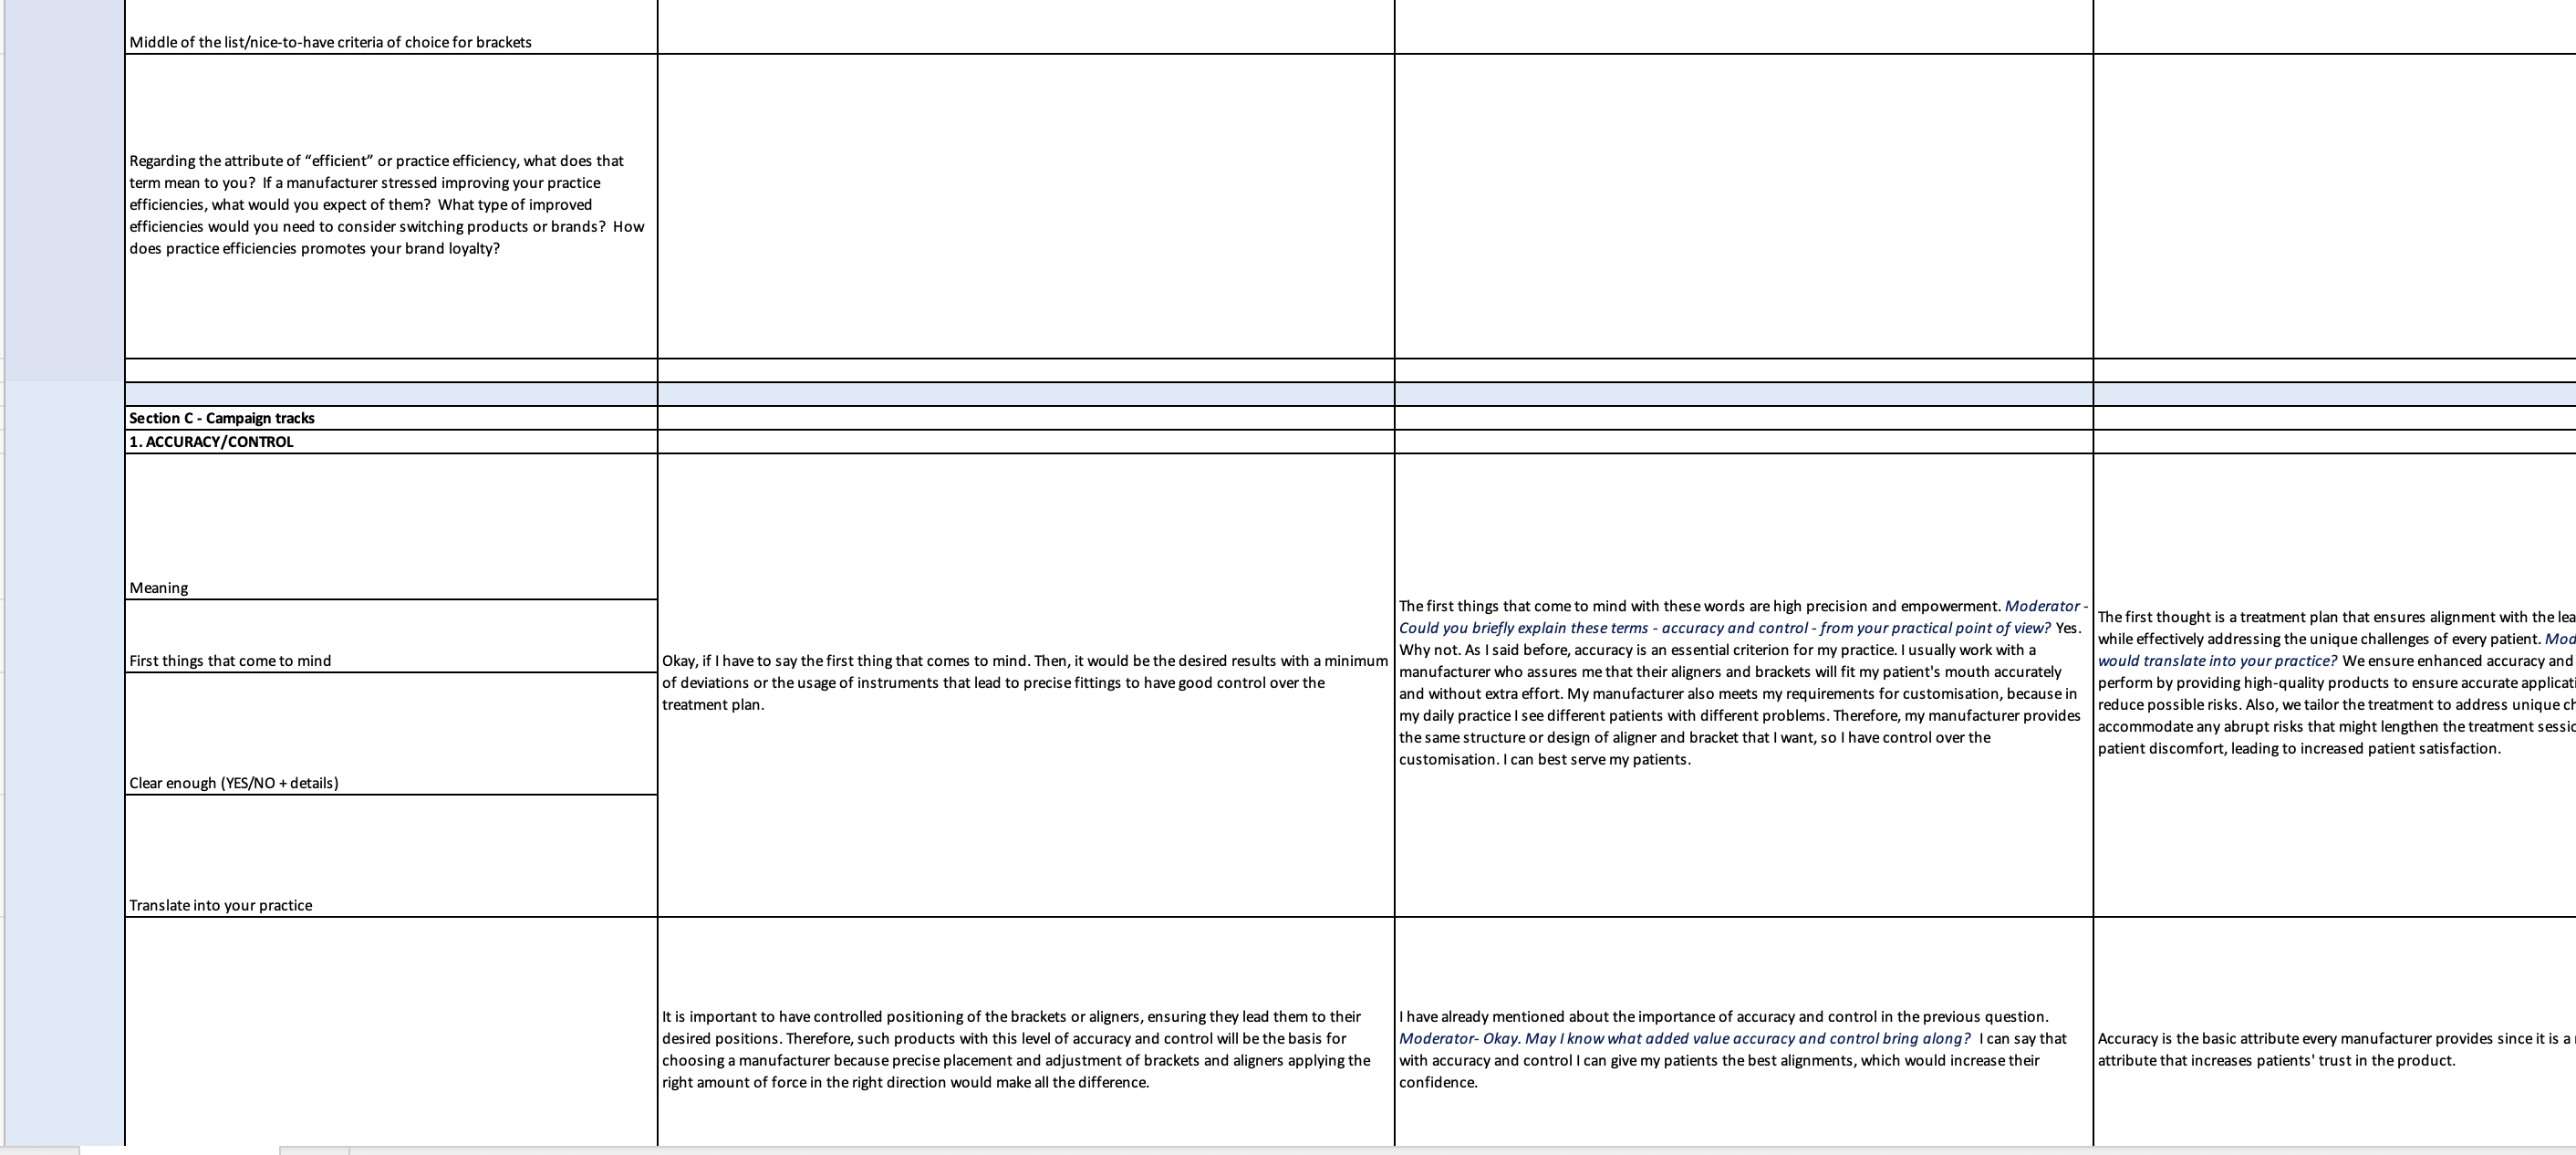 Middle of the list/nice-to-have criteria of choice for brackets
Regarding the attribute of “efficient” or practice efficiency, what does that
term mean to you?  If a manufacturer stressed improving your practice
efficiencies, what would you expect of them?  What type of improved
efficiencies would you need to consider switching products or brands?  How
does practice efficiencies promotes your brand loyalty?
Section C - Campaign tracks
1. ACCURACY/CONTROL
Meaning
First things that come to mind
Clear enough (YES/NO + details)
Translate into your practice
Okay, if I have to say the first thing that comes to mind. Then, it would be the desired results with a minimum
of deviations or the usage of instruments that lead to precise fittings to have good control over the
treatment plan.
The first things that come to mind with these words are high precision and empowerment. Moderator -
Could you briefly explain these terms - accuracy and control - from your practical point of view? Yes.
Why not. As I said before, accuracy is an essential criterion for my practice. I usually work with a
manufacturer who assures me that their aligners and brackets will fit my patient's mouth accurately
and without extra effort. My manufacturer also meets my requirements for customisation, because in
my daily practice I see different patients with different problems. Therefore, my manufacturer provides
the same structure or design of aligner and bracket that I want, so I have control over the
customisation. I can best serve my patients.
The first thought is a treatment plan that ensures alignment with the
while effectively addressing the unique challenges of every patient.
would translate into your practice? We ensure enhanced accuracy and
perform by providing high-quality products to ensure accurate
reduce possible risks. Also, we tailor the treatment to address unique
accommodate any abrupt risks that might lengthen the treatment
patient discomfort, leading to increased patient satisfaction.
It is important to have controlled positioning of the brackets or aligners, ensuring they lead them to their
desired positions. Therefore, such products with this level of accuracy and control will be the basis for
choosing a manufacturer because precise placement and adjustment of brackets and aligners applying the
right amount of force in the right direction would make all the difference.
I have already mentioned about the importance of accuracy and control in the previous question.
Moderator- Okay. May I know what added value accuracy and control bring along?  I can say that
with accuracy and control I can give my patients the best alignments, which would increase their
confidence.
Accuracy is the basic attribute every manufacturer provides since it is a
attribute that increases patients' trust in the product.